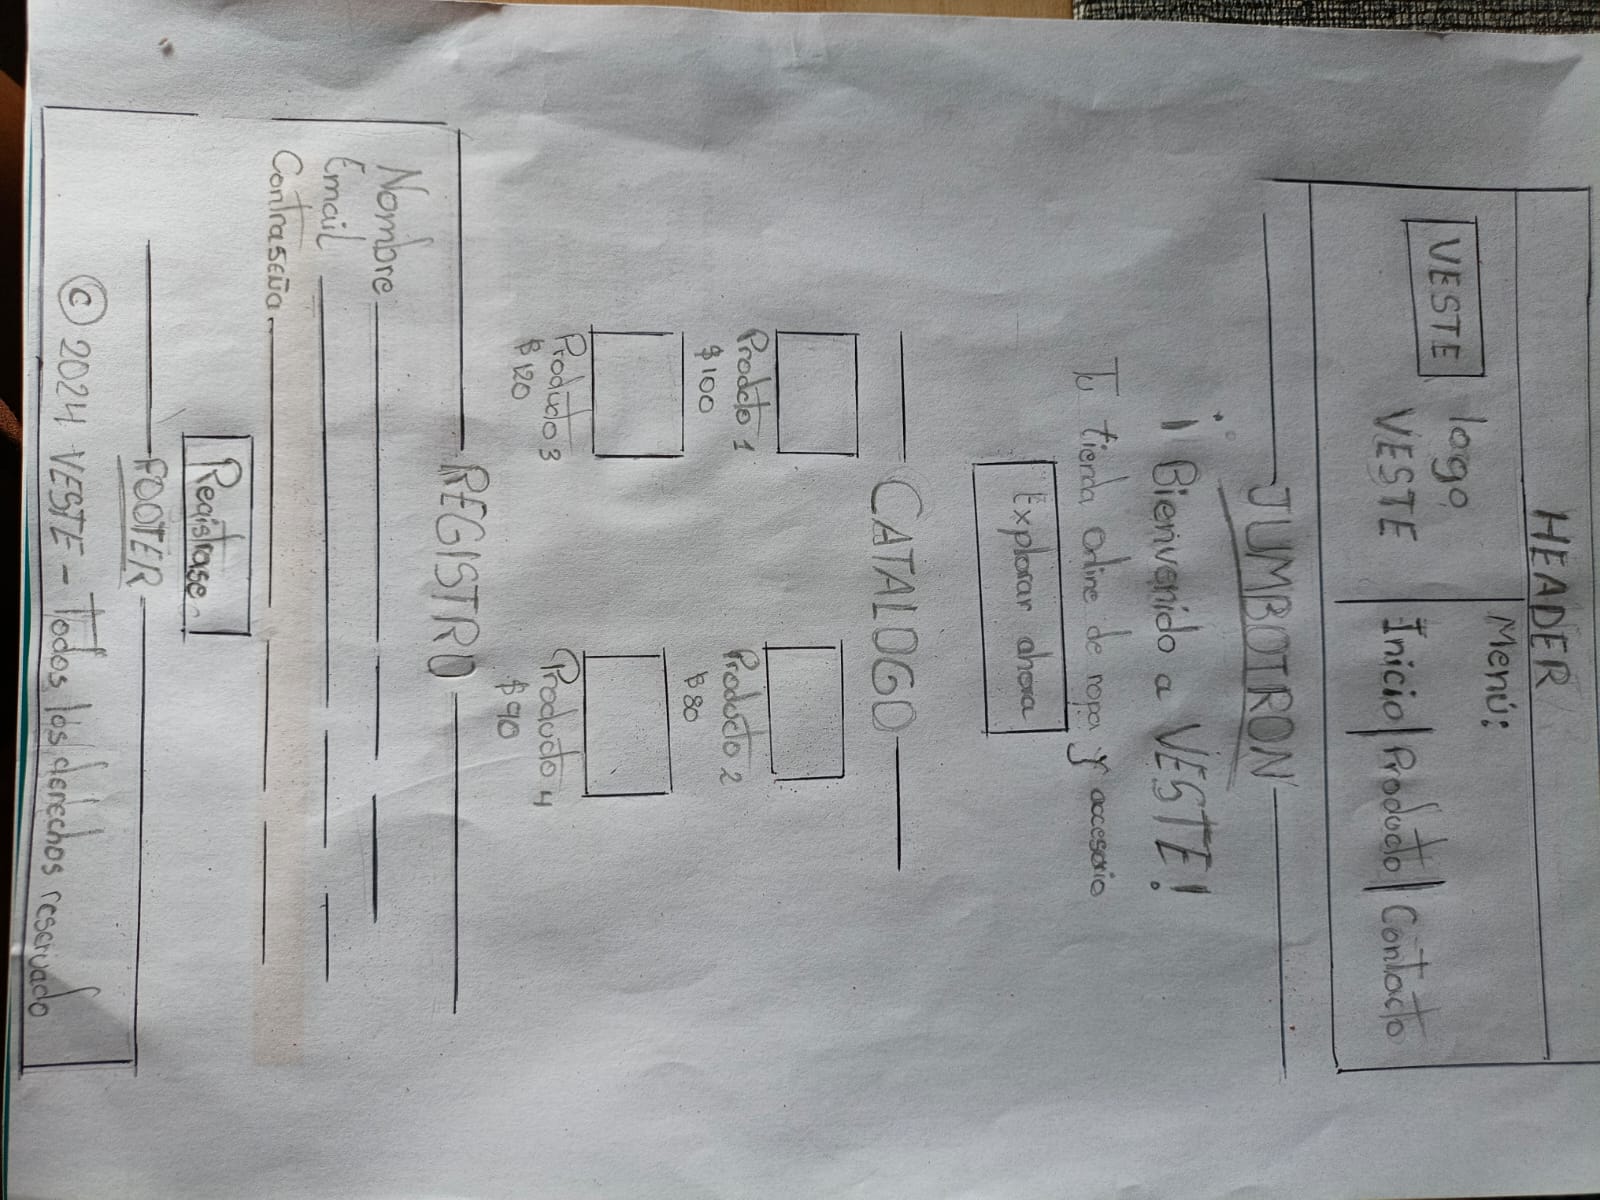 HEADER
VESTE
logo
VESTE
Menú:
Inicio | Producto | Contacto
JUMBOTRON
¡Bienvenido a VESTE!
Tu tienda online de ropa y accesorio
Explorar ahora
CATALOGO
Prodcto 1
$100
Producto 2
$80
Producto 3
$120
Producto 4
$90
REGISTRO
Nombre
Email
Contraseña
Registrase
FOOTER
© 2024 VESTE - Todos los derechos reservado